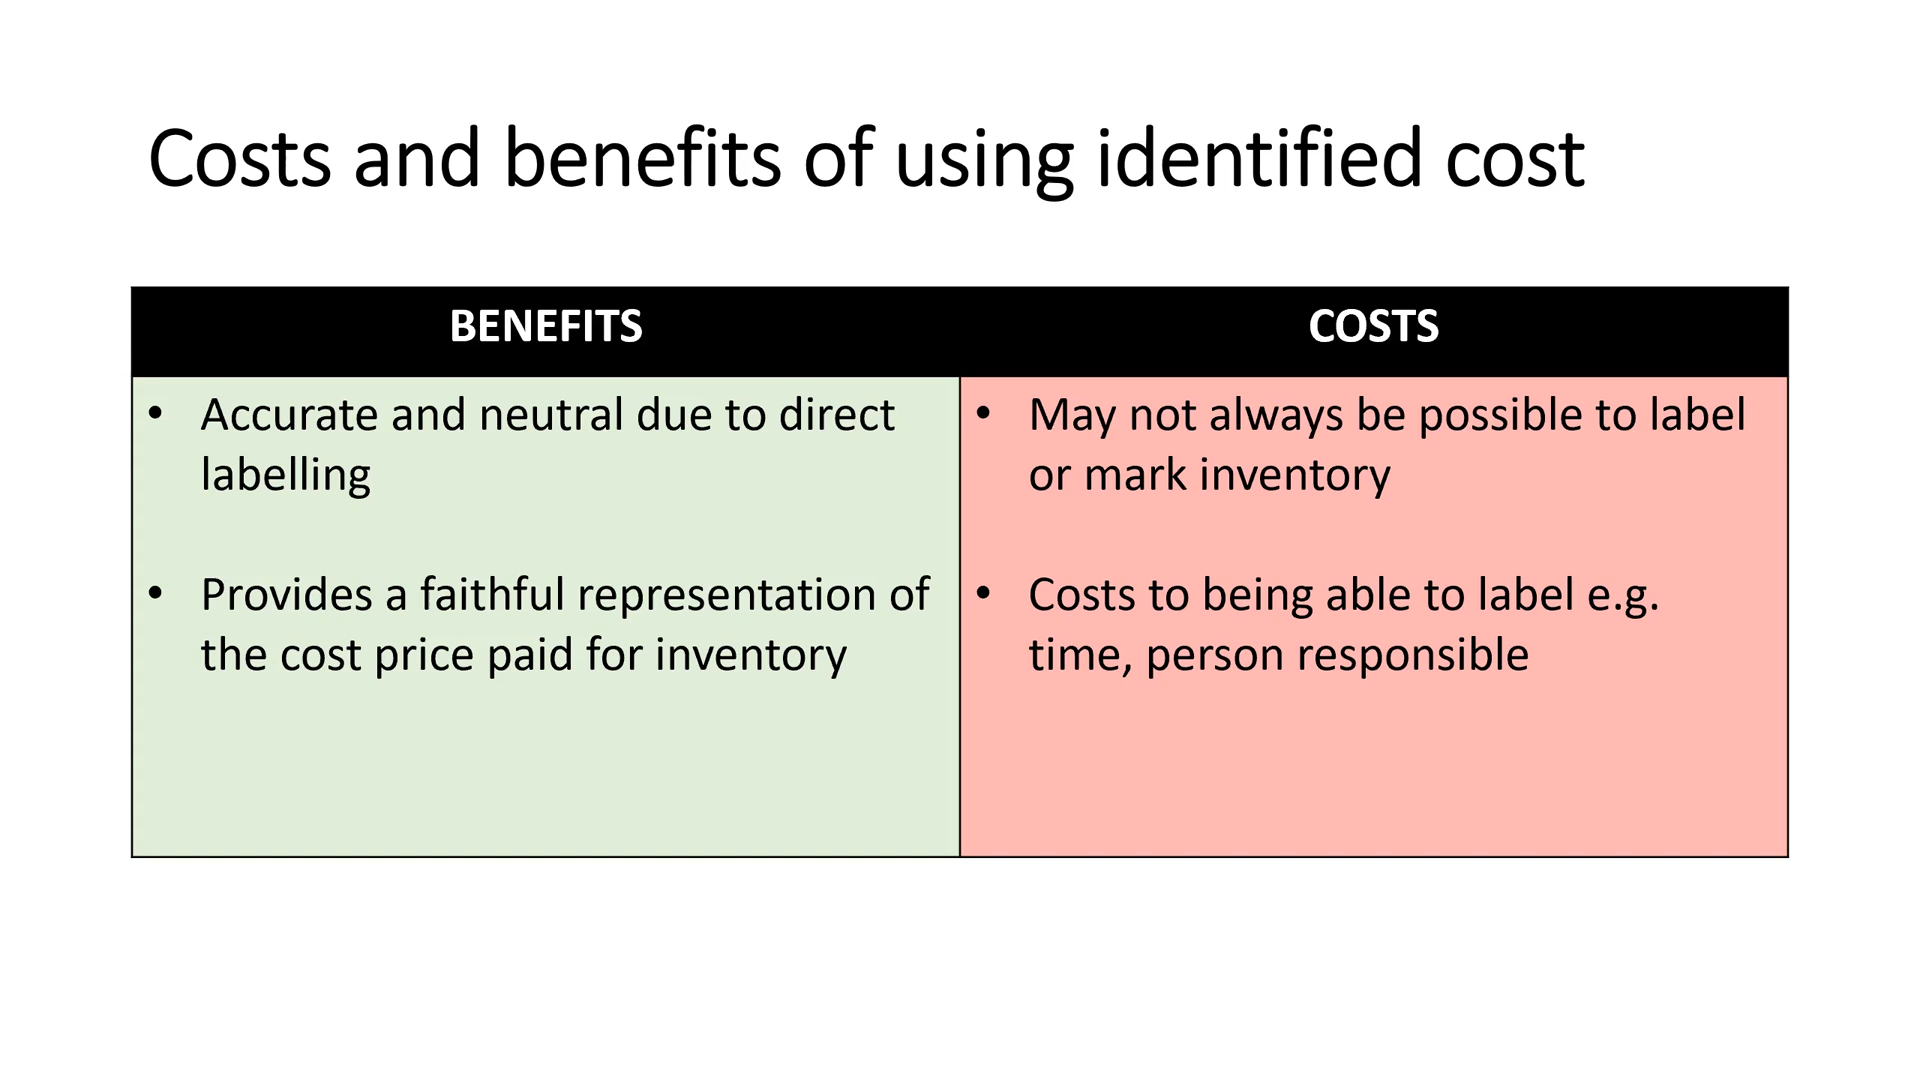 Costs and benefits of using identified cost
BENEFITS
COSTS
• Accurate and neutral due to direct
labelling
• Provides a faithful representation of
the cost price paid for inventory
• May not always be possible to label
or mark inventory
• Costs to being able to label e.g.
time, person responsible